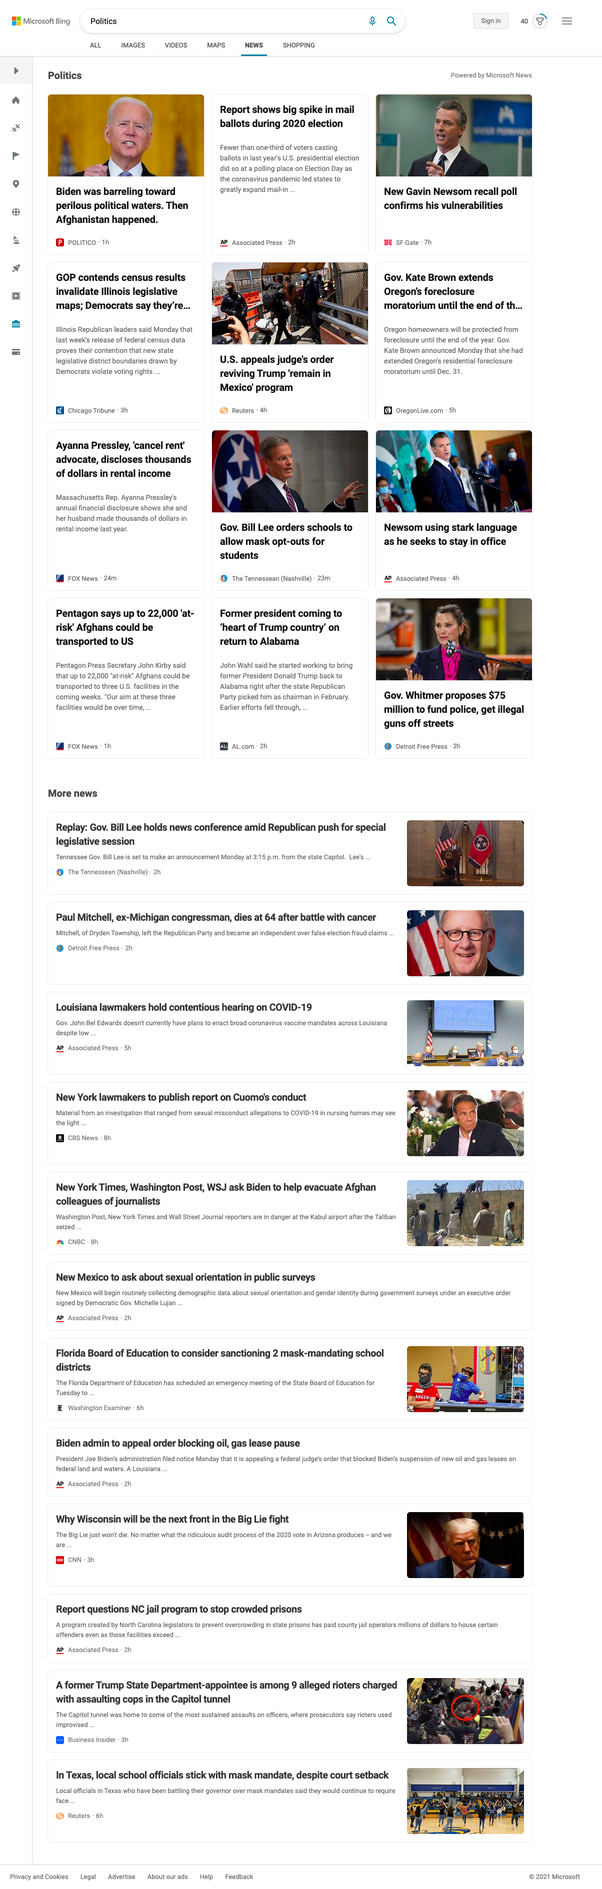 Microsoft Bing
Politics
Sign in
40
ALL IMAGES VIDEOS MAPS NEWS SHOPPING
Politics
Powered by Microsoft News
Biden was barreling toward
perilous political waters. Then
Afghanistan happened.
POLITICO · 1h
Report shows big spike in mail
ballots during 2020 election
Fewer than one-third of voters casting
ballots in last year's U.S. presidential election
did so at a polling place on Election Day as
the coronavirus pandemic led states to
greatly expand mail-in ...
AP Associated Press · 2h
New Gavin Newsom recall poll
confirms his vulnerabilities
SF Gate · 7h
GOP contends census results
invalidate Illinois legislative
maps; Democrats say they're...
Illinois Republican leaders said Monday that
last week's release of federal census data
proves their contention that new state
legislative district boundaries drawn by
Democrats violate voting rights ...
Chicago Tribune · 3h
U.S. appeals judge's order
reviving Trump 'remain in
Mexico' program
Reuters · 4h
Gov. Kate Brown extends
Oregon's foreclosure
moratorium until the end of th...
Oregon homeowners will be protected from
foreclosure until the end of the year. Gov.
Kate Brown announced Monday that she had
extended Oregon's residential foreclosure
moratorium until Dec. 31.
OregonLive.com · 5h
Ayanna Pressley, 'cancel rent'
advocate, discloses thousands
of dollars in rental income
Massachusetts Rep. Ayanna Pressley's
annual financial disclosure shows she and
her husband made thousands of dollars in
rental income last year.
FOX News · 24m
Gov. Bill Lee orders schools to
allow mask opt-outs for
students
The Tennessean (Nashville) · 23m
Newsom using stark language
as he seeks to stay in office
AP Associated Press · 4h
Pentagon says up to 22,000 'at-
risk' Afghans could be
transported to US
Pentagon Press Secretary John Kirby said
that up to 22,000 "at-risk" Afghans could be
transported to three U.S. facilities in the
coming weeks. "Our aim at these three
facilities would be over time, ...
FOX News · 1h
Former president coming to
'heart of Trump country' on
return to Alabama
John Wahl said he started working to bring
former President Donald Trump back to
Alabama right after the state Republican
Party picked him as chairman in February.
Earlier efforts fell through, ...
AL.com · 2h
Gov. Whitmer proposes $75
million to fund police, get illegal
guns off streets
Detroit Free Press · 2h
More news
Replay: Gov. Bill Lee holds news conference amid Republican push for special
legislative session
Tennessee Gov. Bill Lee is set to make an announcement Monday at 3:15 p.m. from the state Capitol. Lee's ...
The Tennessean (Nashville) · 2h
Paul Mitchell, ex-Michigan congressman, dies at 64 after battle with cancer
Mitchell, of Dryden Township, left the Republican Party and became an independent over false election fraud claims ...
Detroit Free Press · 2h
Louisiana lawmakers hold contentious hearing on COVID-19
Gov. John Bel Edwards doesn't currently have plans to enact broad coronavirus vaccine mandates across Louisiana
despite low ...
AP Associated Press · 5h
New York lawmakers to publish report on Cuomo's conduct
Material from an investigation that ranged from sexual misconduct allegations to COVID-19 in nursing homes may see
the light ...
CBS News · 8h
New York Times, Washington Post, WSJ ask Biden to help evacuate Afghan
colleagues of journalists
Washington Post, New York Times and Wall Street Journal reporters are in danger at the Kabul airport after the Taliban
seized ...
CNBC · 8h
New Mexico to ask about sexual orientation in public surveys
New Mexico will begin routinely collecting demographic data about sexual orientation and gender identity during government surveys under an executive order
signed by Democratic Gov. Michelle Lujan ...
AP Associated Press · 2h
Florida Board of Education to consider sanctioning 2 mask-mandating school
districts
The Florida Department of Education has scheduled an emergency meeting of the State Board of Education for
Tuesday to ...
Washington Examiner · 6h
Biden admin to appeal order blocking oil, gas lease pause
President Joe Biden's administration filed notice Monday that it is appealing a federal judge's order that blocked Biden's suspension of new oil and gas leases on
federal land and waters. A Louisiana ...
AP Associated Press · 2h
Why Wisconsin will be the next front in the Big Lie fight
The Big Lie just won't die. No matter what the ridiculous audit process of the 2020 vote in Arizona produces -- and we
are ...
CNN · 3h
Report questions NC jail program to stop crowded prisons
A program created by North Carolina legislators to prevent overcrowding in state prisons has paid county jail operators millions of dollars to house certain
offenders even as those facilities exceed ...
AP Associated Press · 2h
A former Trump State Department-appointee is among 9 alleged rioters charged
with assaulting cops in the Capitol tunnel
The Capitol tunnel was home to some of the most sustained assaults on officers, where prosecutors say rioters used
improvised ...
Business Insider · 3h
In Texas, local school officials stick with mask mandate, despite court setback
Local officials in Texas who have been battling their governor over mask mandates said they would continue to require
face ...
Reuters · 6h
Privacy and Cookies Legal Advertise About our ads Help Feedback
© 2021 Microsoft